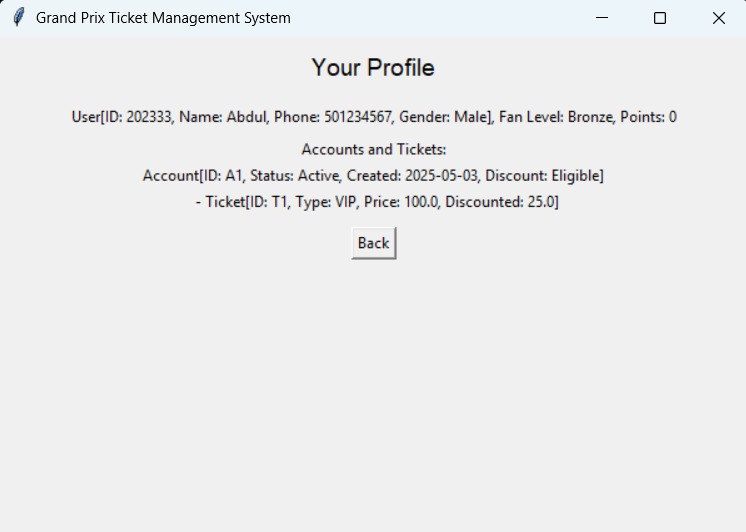 Grand Prix Ticket Management System
Your Profile
User[ID: 202333, Name: Abdul, Phone: 501234567, Gender: Male], Fan Level: Bronze, Points: 0
Accounts and Tickets:
Account[ID: A1, Status: Active, Created: 2025-05-03, Discount: Eligible]
- Ticket[ID: T1, Type: VIP, Price: 100.0, Discounted: 25.0]
Back